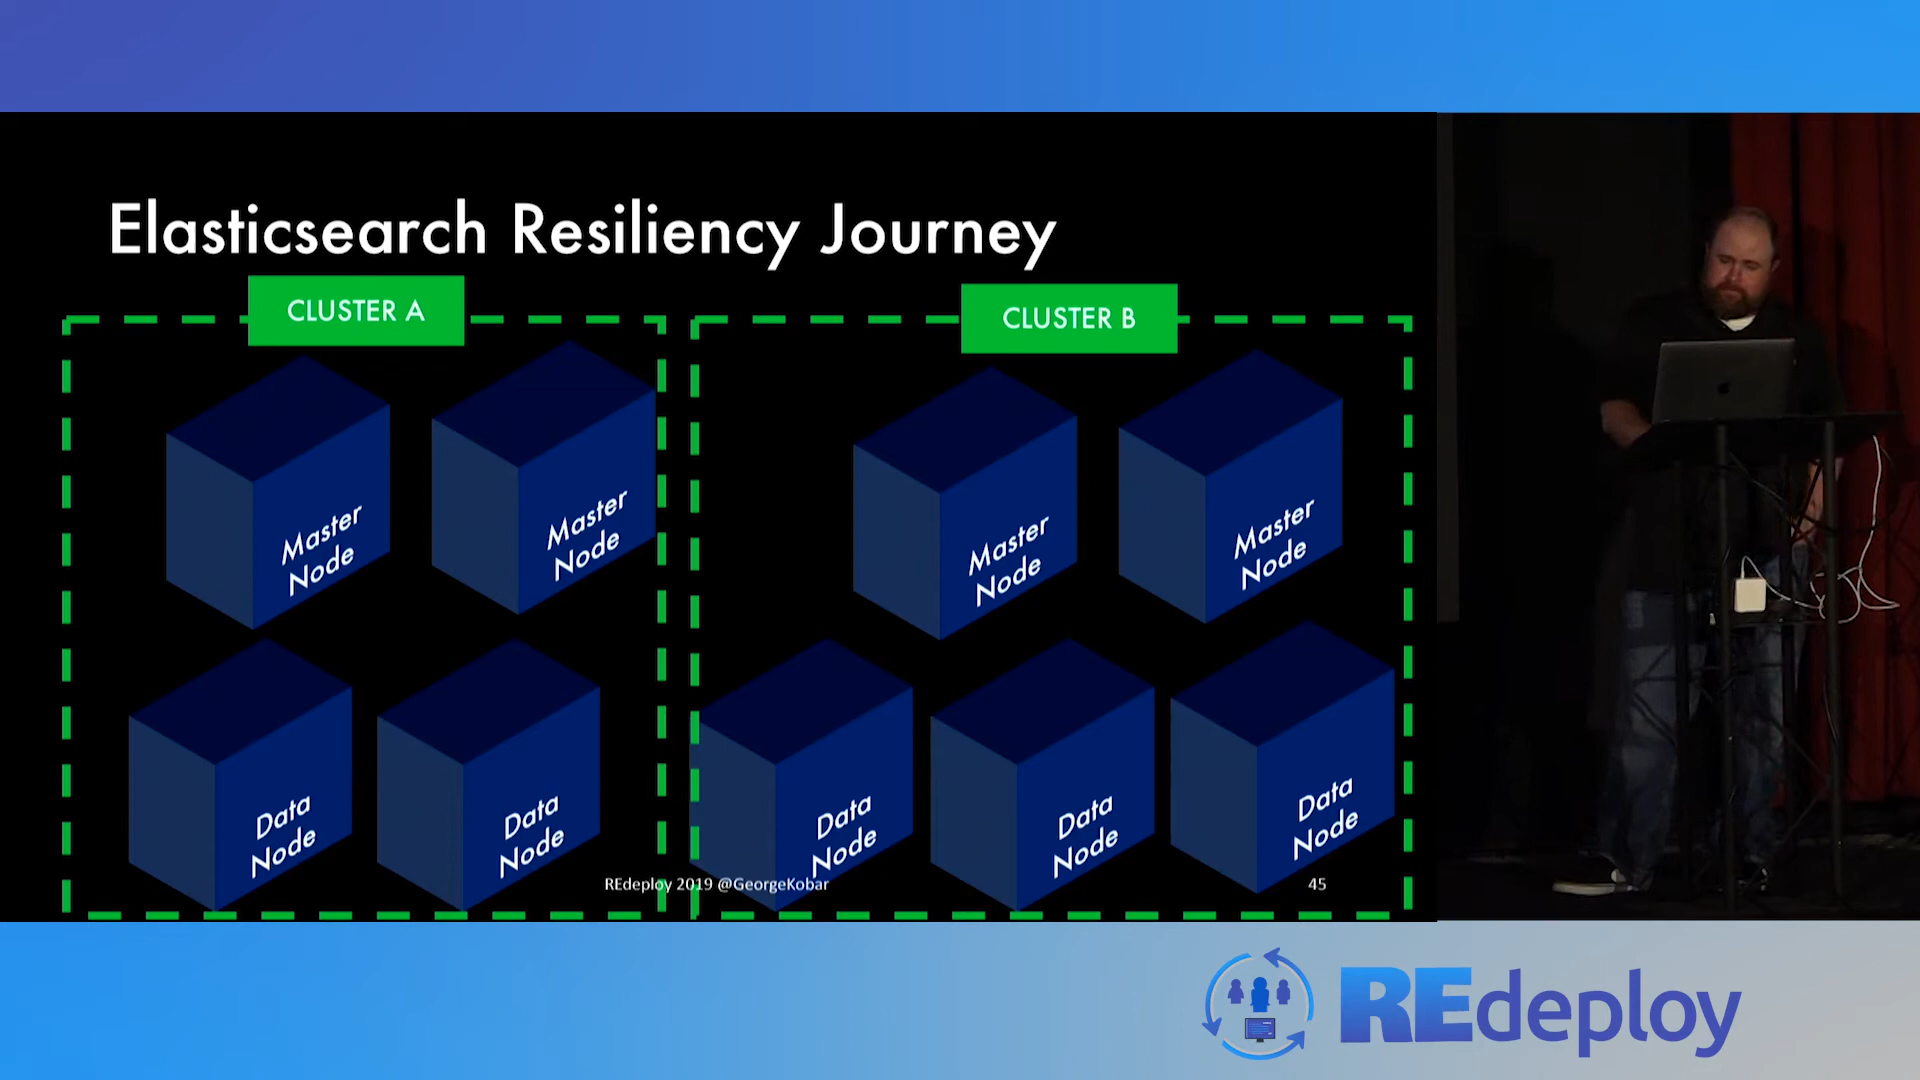 Elasticsearch Resiliency Journey
CLUSTER A
CLUSTER B
Master
Node
Master
Node
Master
Node
Master
Node
Data
Node
Data
Node
Data
Node
Data
Node
Data
Node
REdeploy 2019 @GeorgeKobar
45
REdeploy